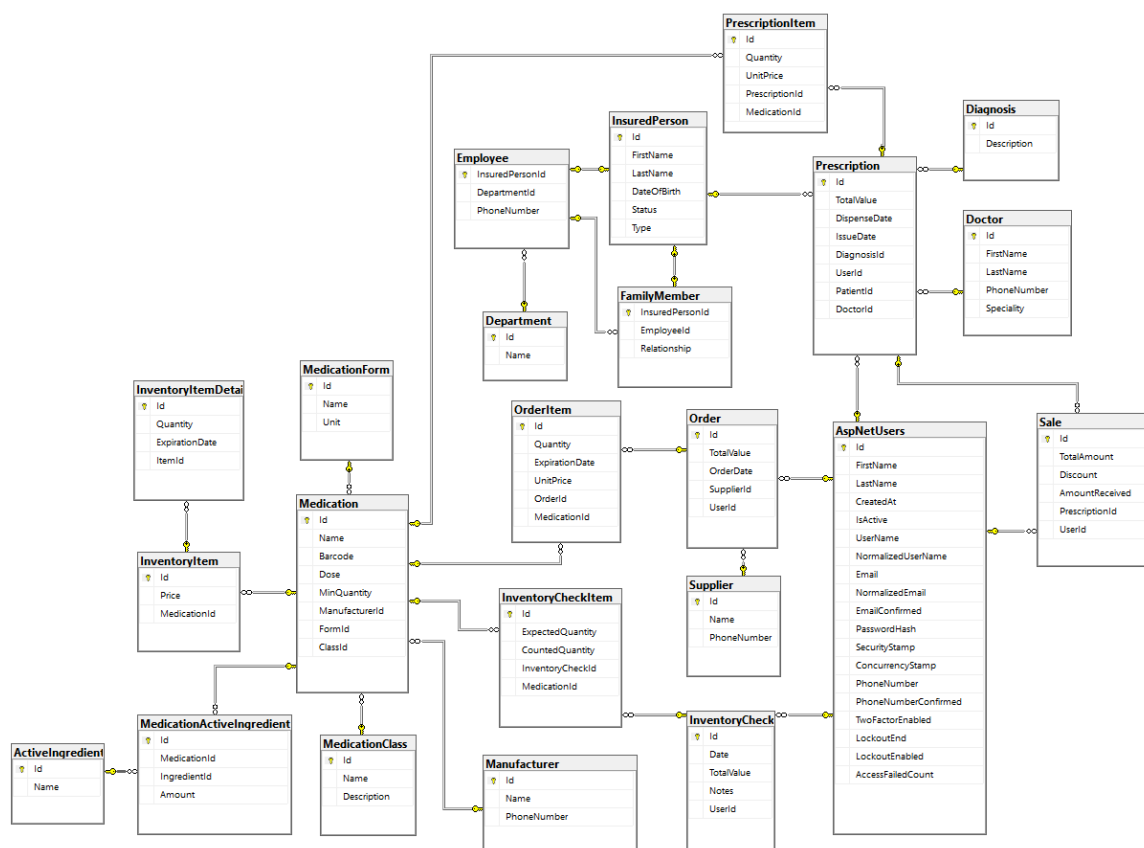 PrescriptionItem
Id
Quantity
UnitPrice
PrescriptionId
MedicationId
Diagnosis
Id
Description
InsuredPerson
Id
FirstName
LastName
DateOfBirth
Status
Type
Employee
InsuredPersonId
DepartmentId
PhoneNumber
Prescription
Id
TotalValue
DispenseDate
IssueDate
DiagnosisId
UserId
PatientId
DoctorId
Doctor
Id
FirstName
LastName
PhoneNumber
Speciality
FamilyMember
InsuredPersonId
EmployeeId
Relationship
Department
Id
Name
MedicationForm
Id
Name
Unit
InventoryItemDetai
Id
Quantity
ExpirationDate
ItemId
OrderItem
Id
Quantity
ExpirationDate
UnitPrice
OrderId
MedicationId
Order
Id
TotalValue
OrderDate
SupplierId
UserId
AspNetUsers
Id
FirstName
LastName
CreatedAt
IsActive
UserName
NormalizedUserName
Email
NormalizedEmail
EmailConfirmed
PasswordHash
SecurityStamp
ConcurrencyStamp
PhoneNumber
PhoneNumberConfirmed
TwoFactorEnabled
LockoutEnd
LockoutEnabled
AccessFailedCount
Sale
Id
TotalAmount
Discount
AmountReceived
PrescriptionId
UserId
Medication
Id
Name
Barcode
Dose
MinQuantity
ManufacturerId
FormId
ClassId
InventoryItem
Id
Price
MedicationId
Supplier
Id
Name
PhoneNumber
InventoryCheckItem
Id
ExpectedQuantity
CountedQuantity
InventoryCheckId
MedicationId
InventoryCheck
Id
Date
TotalValue
Notes
UserId
MedicationActiveIngredient
Id
MedicationId
IngredientId
Amount
ActiveIngredient
Id
Name
MedicationClass
Id
Name
Description
Manufacturer
Id
Name
PhoneNumber